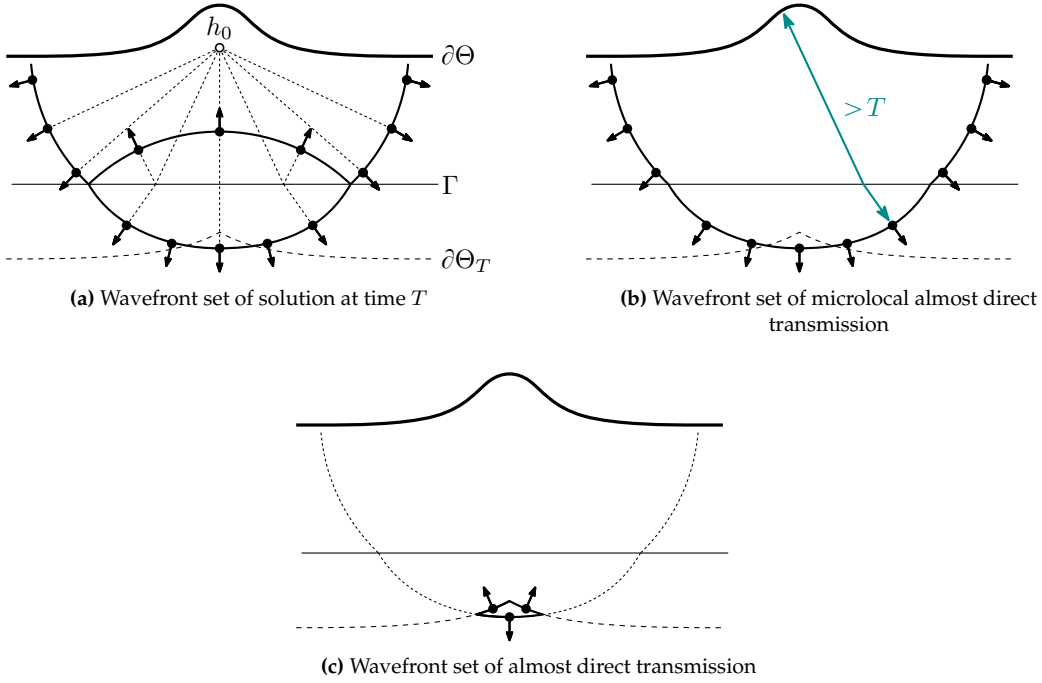 h₀
∂Θ
Γ
∂Θ_T
(a) Wavefront set of solution at time T
> T
(b) Wavefront set of microlocal almost direct
transmission
(c) Wavefront set of almost direct transmission